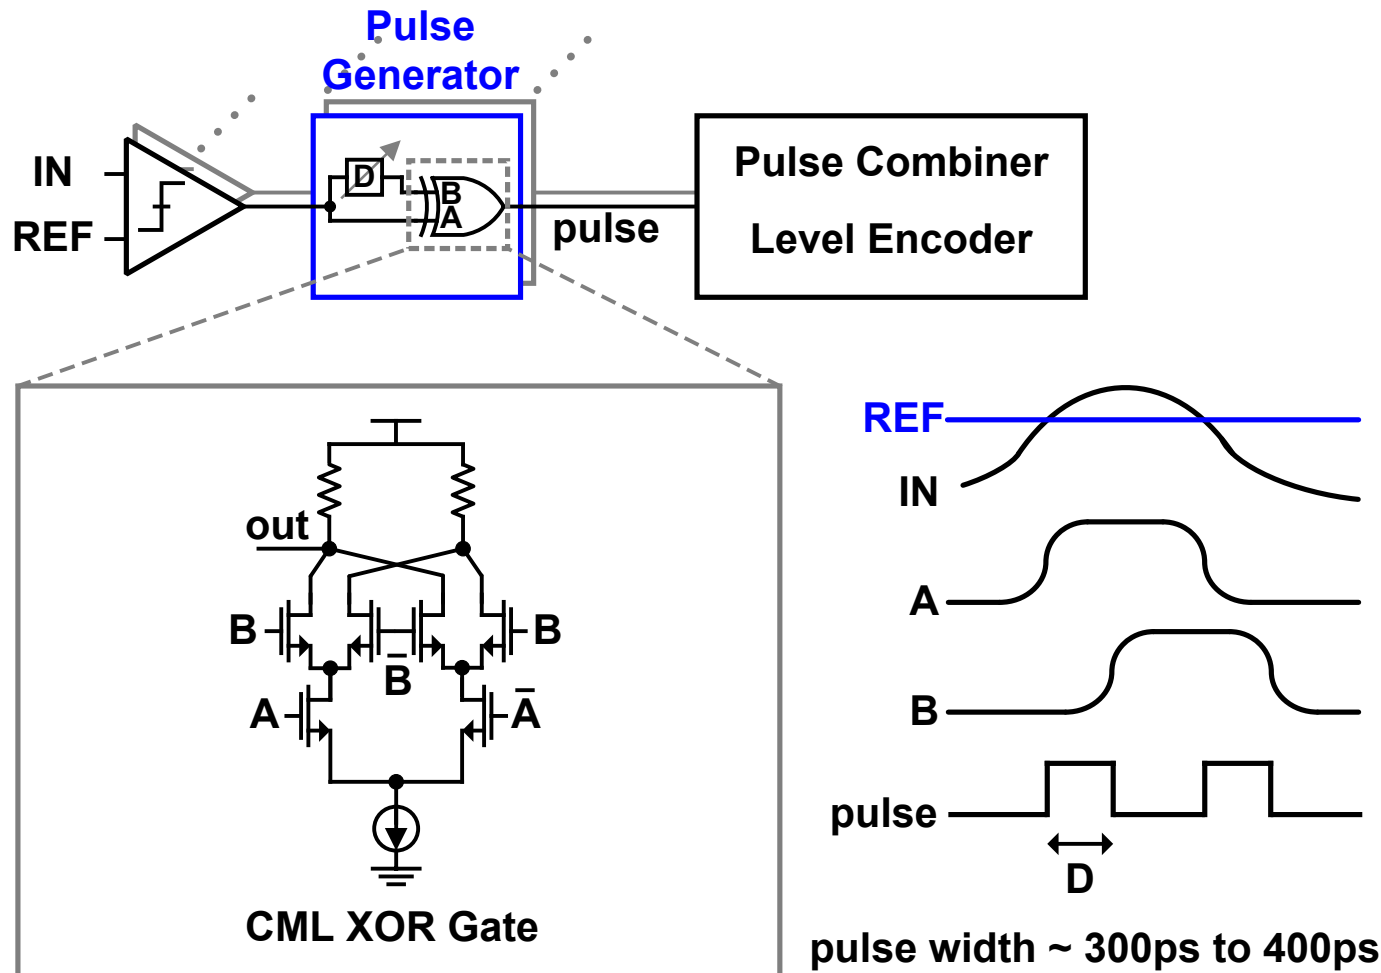 Pulse
Generator
IN
REF
D
B
A
pulse
Pulse Combiner
Level Encoder
out
B
B̅
B
A
A̅
CML XOR Gate
REF
IN
A
B
pulse
D
pulse width ~ 300ps to 400ps